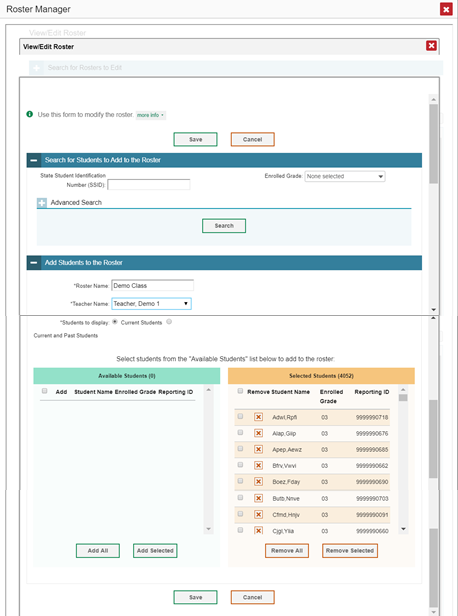 Roster Manager
View/Edit Roster
View/Edit Roster
Search for Rosters to Edit
Use this form to modify the roster. more info
Save Cancel
Search for Students to Add to the Roster
State Student Identification Number (SSID): Enrolled Grade: None selected
Advanced Search
Search
Add Students to the Roster
*Roster Name: Demo Class
*Teacher Name: Teacher, Demo 1
*Students to display: Current Students
Current and Past Students
Select students from the "Available Students" list below to add to the roster.
Available Students (0) Selected Students (4052)
Add Student Name Enrolled Grade Reporting ID Remove Student Name Enrolled Grade Reporting ID
Adwl,Rpfi 03 9999990718
Aiap,Giip 03 9999990676
Apep,Aewz 03 9999990685
Bfrv,Vwvi 03 9999990662
Boez,Fday 03 9999990690
Butb,Nnve 03 9999990703
Cfmd,Hnjv 03 9999990091
Cjgl,Yila 03 9999990660
Add All Add Selected Remove All Remove Selected
Save Cancel